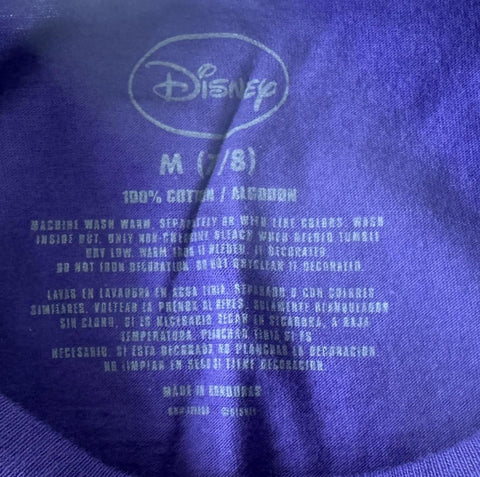 Disney
M (7/8)
100% COTTON / ALGODON
MACHINE WASH WARM, SEPARATELY OR WITH LIKE COLORS. WASH
INSIDE OUT. ONLY NON-CHLORINE BLEACH WHEN NEEDED TUMBLE
DRY LOW. WARM IRON IF NEEDED. IF DECORATED,
DO NOT IRON DECORATION. DO NOT DRYCLEAN IF DECORATED.
LAVAR EN LAVADORA EN AGUA TIBIA, SEPARADO O CON COLORES
SIMILARES. VOLTEAR LA PRENDA AL REVES. SOLAMENTE BLANQUEADOR
SIN CLORO, SI ES NECESARIO SECAR EN SECADORA, A BAJA
TEMPERATURA. PLANCHAR TIBIA SI ES
NECESARIO. SI ESTA DECORADO, NO PLANCHAR LA DECORACION.
NO LIMPIAR EN SECO SI TIENE DECORACION.
MADE IN HONDURAS
©DISNEY